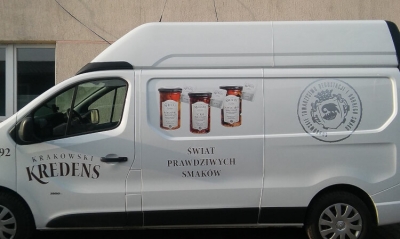 92
KRAKOWSKI
KREDENS
ŚWIAT
PRAWDZIWYCH
SMAKÓW